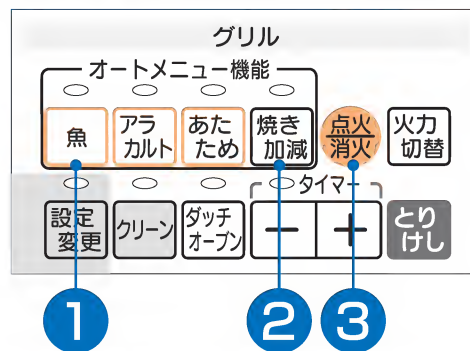 グリル
オートメニュー機能
魚
アラ
カルト
あた
ため
焼き
加減
点火
消火
火力
切替
タイマー
設定
変更
クリーン
ダッチ
オーブン
−
+
とり
けし
1
2
3